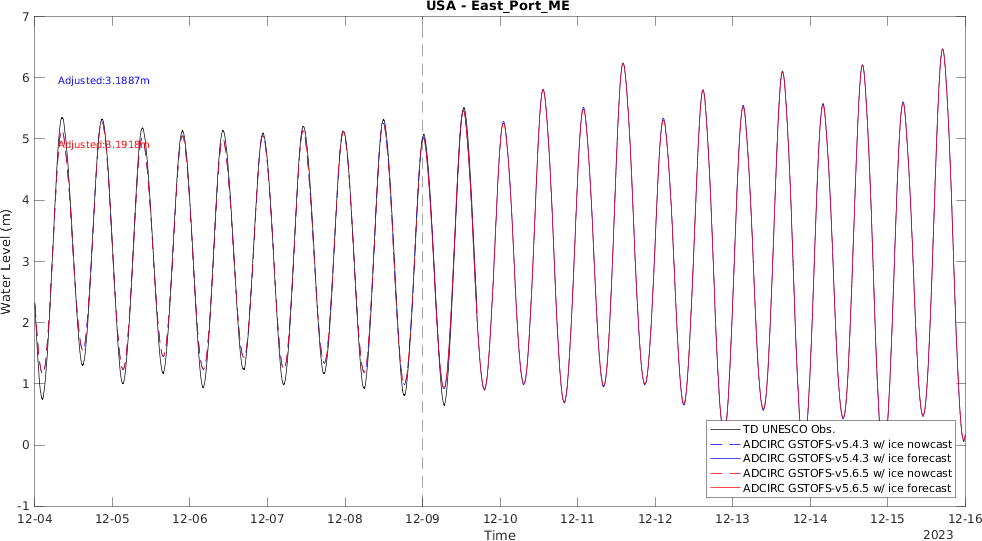 USA - East_Port_ME
7
6
5
4
3
2
1
0
-1
Water Level (m)
Adjusted:3.1887m
Adjusted:3.1918m
TD UNESCO Obs.
ADCIRC GSTOFS-v5.4.3 w/ ice nowcast
ADCIRC GSTOFS-v5.4.3 w/ ice forecast
ADCIRC GSTOFS-v5.6.5 w/ ice nowcast
ADCIRC GSTOFS-v5.6.5 w/ ice forecast
12-04 12-05 12-06 12-07 12-08 12-09 12-10 12-11 12-12 12-13 12-14 12-15 12-16
Time
2023